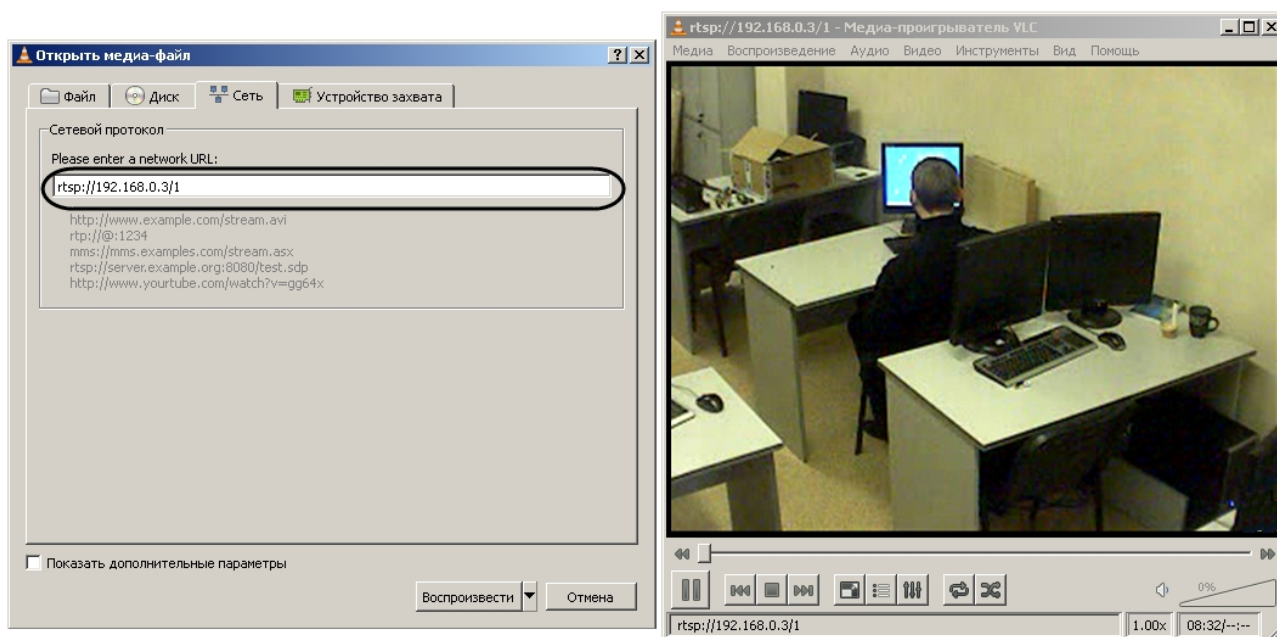 Открыть медиа-файл
Файл
Диск
Сеть
Устройство захвата
Сетевой протокол
Please enter a network URL:
rtsp://192.168.0.3/1
http://www.example.com/stream.avi
rtp://@:1234
mms://mms.examples.com/stream.asx
rtsp://server.example.org:8080/test.sdp
http://www.yourtube.com/watch?v=gg64x
Показать дополнительные параметры
Воспроизвести
Отмена
rtsp://192.168.0.3/1 - Медиа-проигрыватель VLC
Медиа Воспроизведение Аудио Видео Инструменты Вид Помощь
0%
rtsp://192.168.0.3/1
1.00x
08:32/--:--